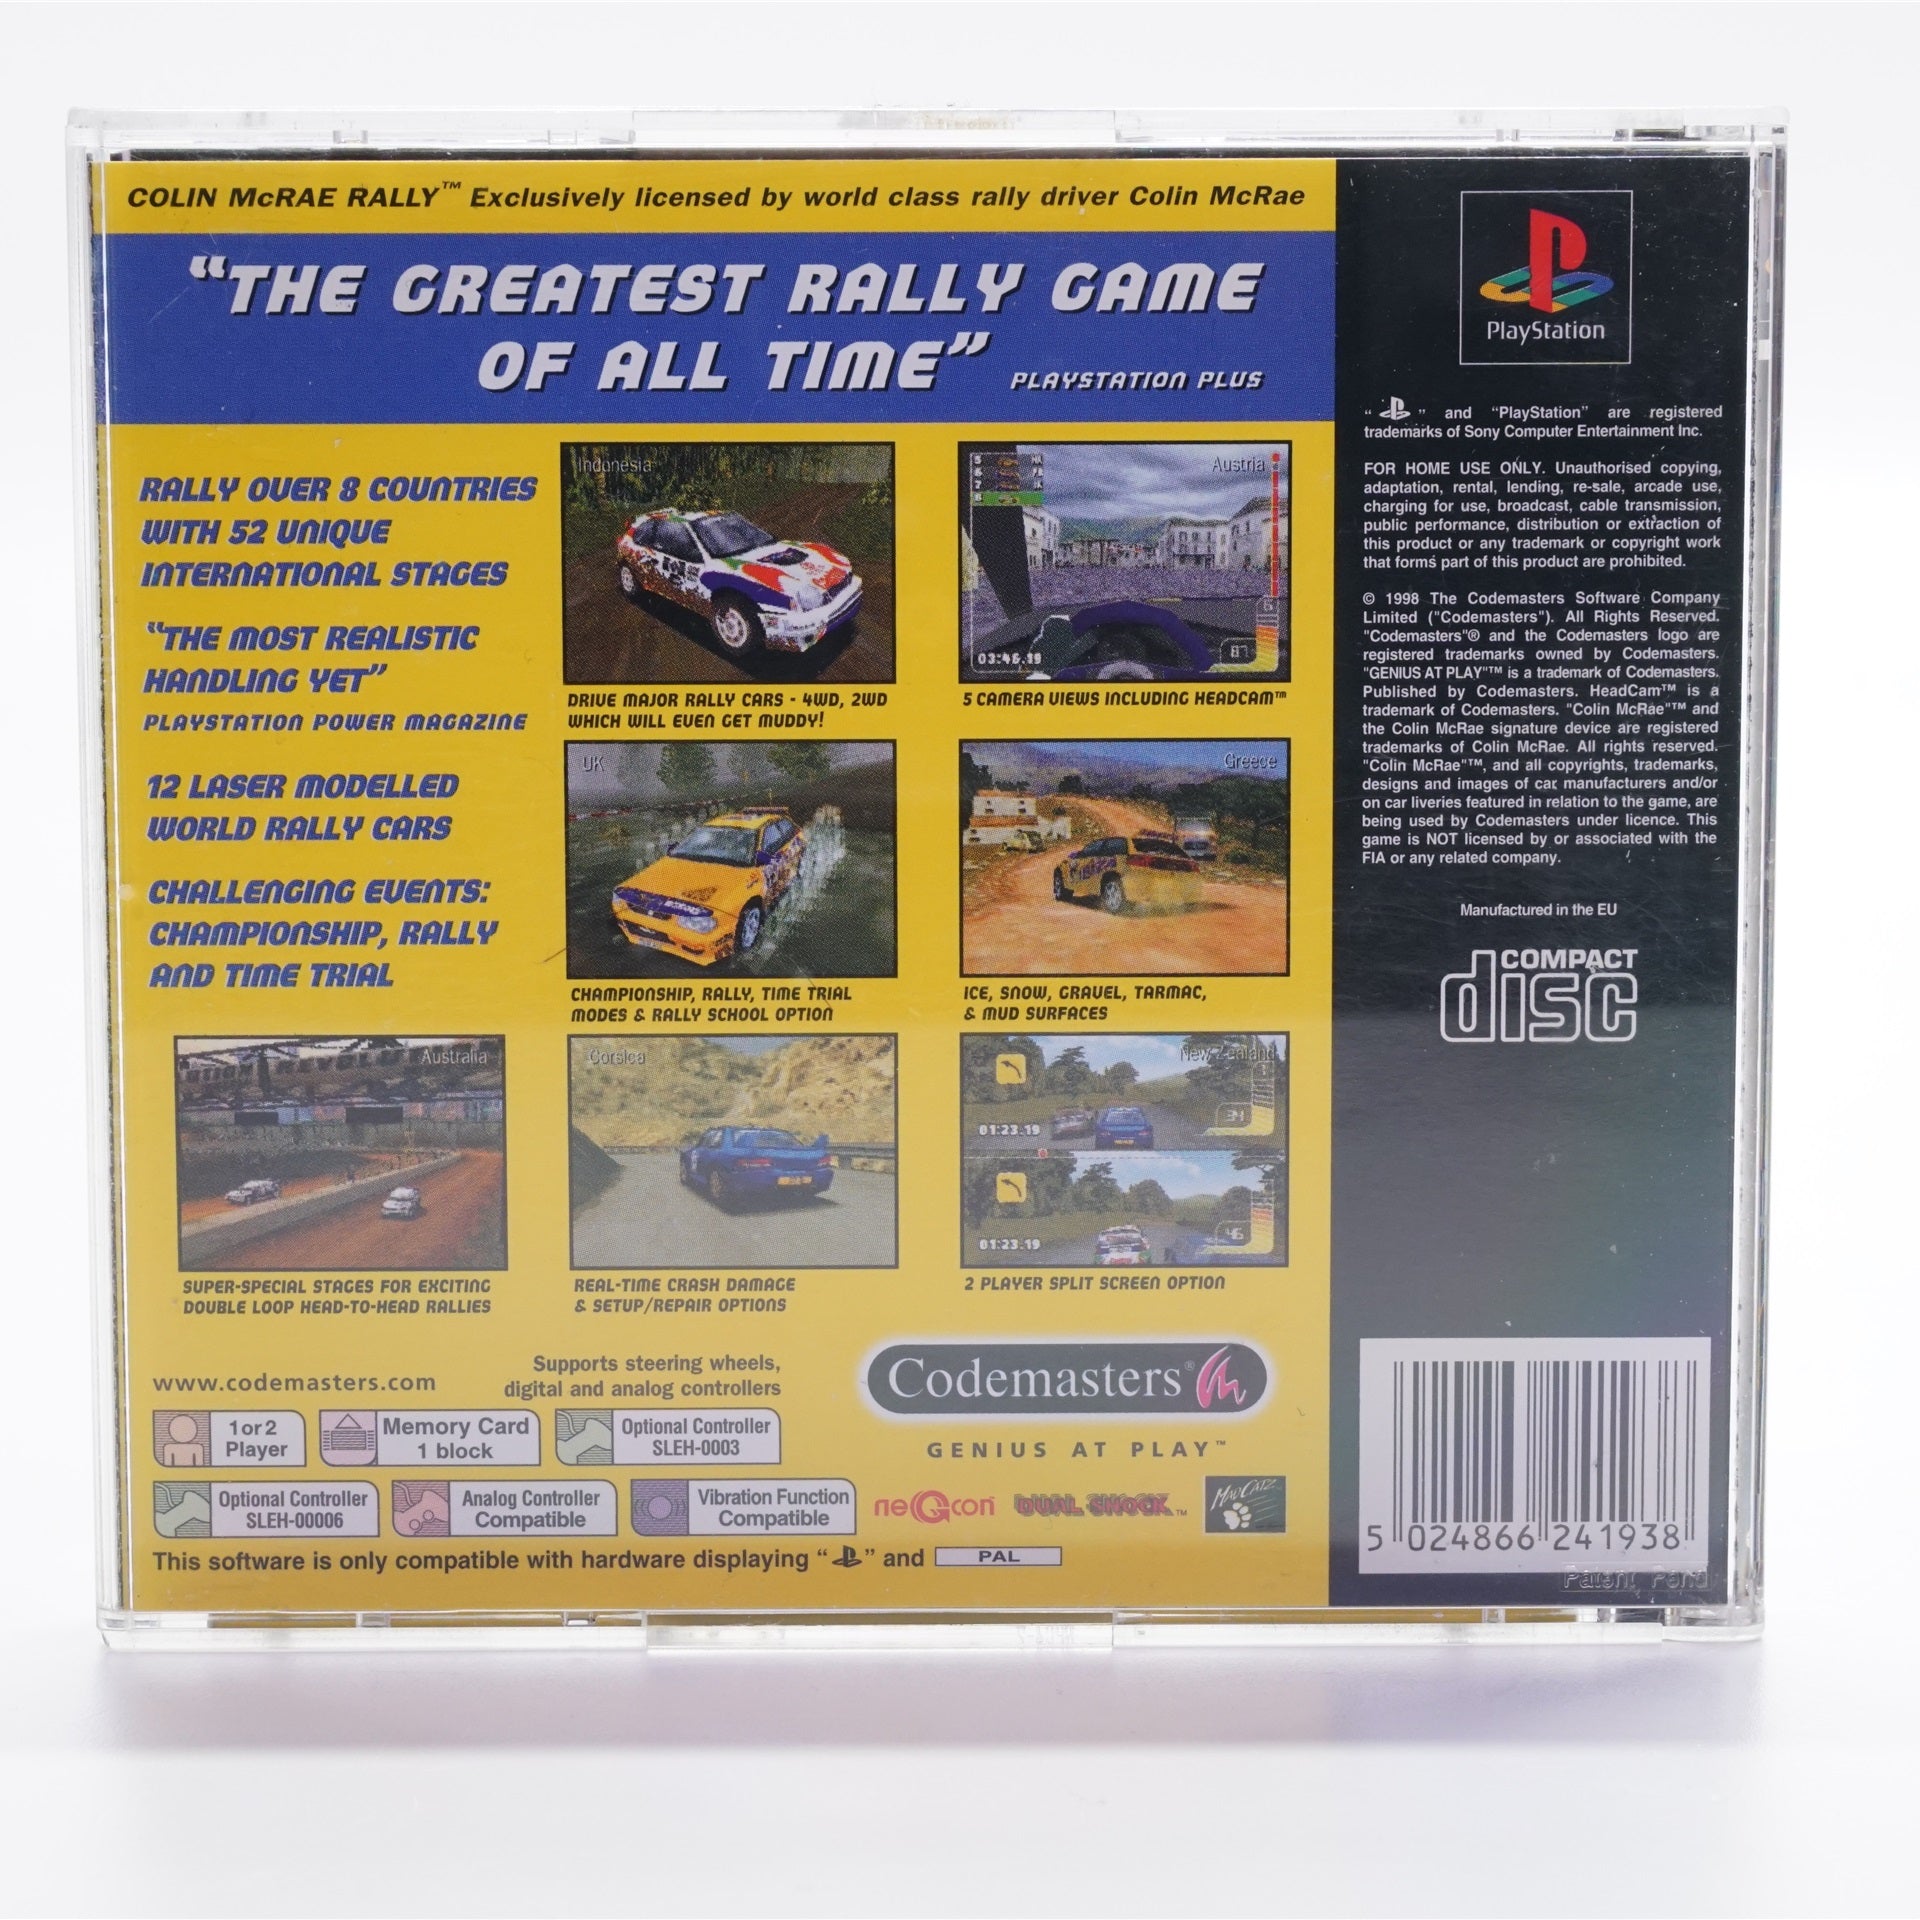 COLIN McRAE RALLY™ Exclusively licensed by world class rally driver Colin McRae
“THE GREATEST RALLY GAME
OF ALL TIME” PLAYSTATION PLUS
RALLY OVER 8 COUNTRIES
WITH 52 UNIQUE
INTERNATIONAL STAGES
“THE MOST REALISTIC
HANDLING YET”
PLAYSTATION POWER MAGAZINE
12 LASER MODELLED
WORLD RALLY CARS
CHALLENGING EVENTS:
CHAMPIONSHIP, RALLY
AND TIME TRIAL
Indonesia
DRIVE MAJOR RALLY CARS - 4WD, 2WD
WHICH WILL EVEN GET MUDDY!
Austria
5
6
7
8
03:46.19
87
5 CAMERA VIEWS INCLUDING HEADCAM™
UK
CHAMPIONSHIP, RALLY, TIME TRIAL
MODES & RALLY SCHOOL OPTION
Greece
ICE, SNOW, GRAVEL, TARMAC,
& MUD SURFACES
Australia
SUPER-SPECIAL STAGES FOR EXCITING
DOUBLE LOOP HEAD-TO-HEAD RALLIES
Corsica
REAL-TIME CRASH DAMAGE
& SETUP/REPAIR OPTIONS
New Zealand
34
01:23.19
46
01:23.19
2 PLAYER SPLIT SCREEN OPTION
www.codemasters.com
Supports steering wheels,
digital and analog controllers
Codemasters®
GENIUS AT PLAY™
1 or 2
Player
Memory Card
1 block
Optional Controller
SLEH-0003
Optional Controller
SLEH-00006
Analog Controller
Compatible
Vibration Function
Compatible
neGcon
DUAL SHOCK™
MAD CATZ
This software is only compatible with hardware displaying “ ” and PAL
PlayStation
“ ” and “PlayStation” are registered
trademarks of Sony Computer Entertainment Inc.
FOR HOME USE ONLY. Unauthorised copying,
adaptation, rental, lending, re-sale, arcade use,
charging for use, broadcast, cable transmission,
public performance, distribution or extraction of
this product or any trademark or copyright work
that forms part of this product are prohibited.
© 1998 The Codemasters Software Company
Limited ("Codemasters"). All Rights Reserved.
"Codemasters"® and the Codemasters logo are
registered trademarks owned by Codemasters.
"GENIUS AT PLAY"™ is a trademark of Codemasters.
Published by Codemasters. HeadCam™ is a
trademark of Codemasters. "Colin McRae"™ and
the Colin McRae signature device are registered
trademarks of Colin McRae. All rights reserved.
"Colin McRae"™, and all copyrights, trademarks,
designs and images of car manufacturers and/or
on car liveries featured in relation to the game, are
being used by Codemasters under licence. This
game is NOT licensed by or associated with the
FIA or any related company.
Manufactured in the EU
COMPACT
disc
5 024866 241938
Patent Pend